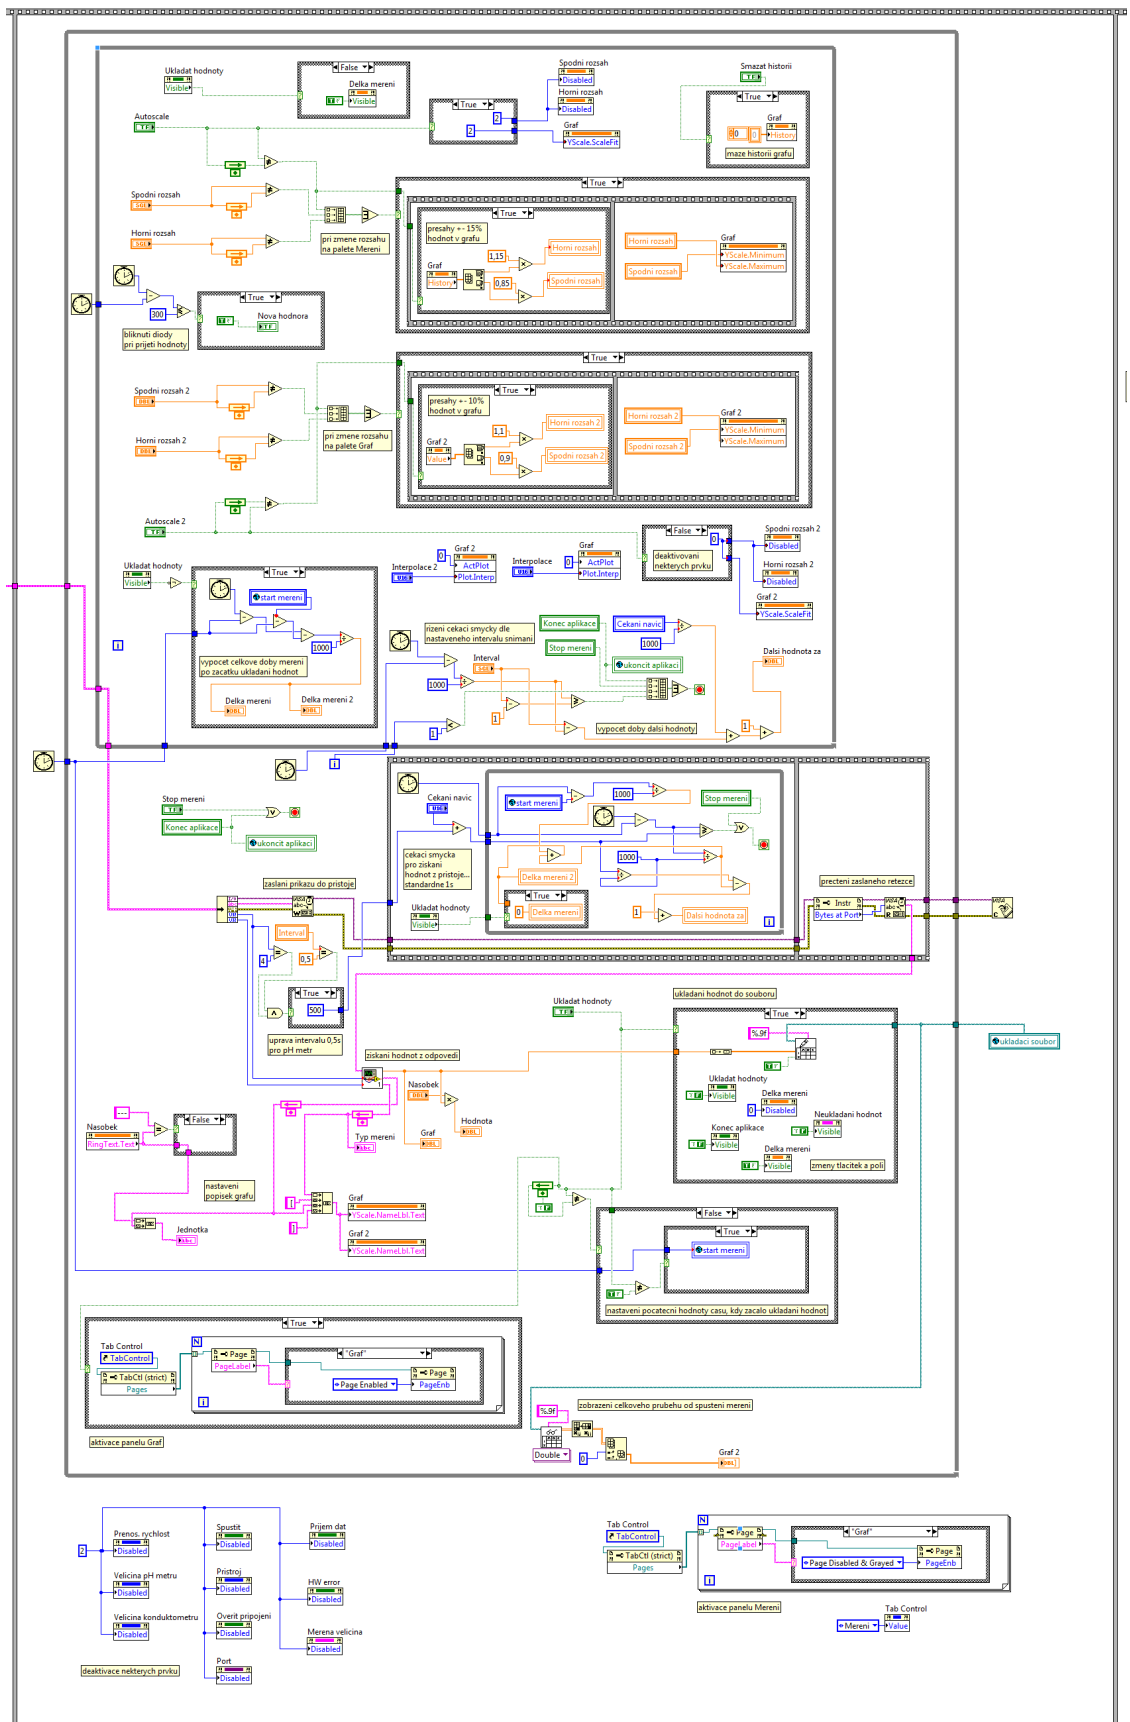 Ukladat hodnoty
Visible
False
Delka mereni
Visible
Autoscale
True
2
2
Spodni rozsah
Disabled
Horni rozsah
Disabled
Graf
YScale.ScaleFit
Smazat historii
True
0
0
Graf
History
maze historii grafu
Spodni rozsah
Horni rozsah
pri zmene rozsahu
na palete Mereni
True
True
presahy +- 15%
hodnot v grafu
Graf
History
1,15
0,85
Horni rozsah
Spodni rozsah
Horni rozsah
Spodni rozsah
Graf
YScale.Minimum
YScale.Maximum
300
bliknuti diody
pri prijeti hodnoty
True
Nova hodnora
Spodni rozsah 2
Horni rozsah 2
pri zmene rozsahu
na palete Graf
True
True
presahy +- 10%
hodnot v grafu
Graf 2
Value
1,1
0,9
Horni rozsah 2
Spodni rozsah 2
Horni rozsah 2
Spodni rozsah 2
Graf 2
YScale.Minimum
YScale.Maximum
Autoscale 2
Interpolace 2
0
Graf 2
ActPlot
Plot.Interp
Interpolace
0
Graf
ActPlot
Plot.Interp
False
0
deaktivovani
nekterych prvku
Spodni rozsah 2
Disabled
Horni rozsah 2
Disabled
Graf 2
YScale.ScaleFit
Ukladat hodnoty
Visible
True
start mereni
1000
vypocet celkove doby mereni
po zacatku ukladani hodnot
Delka mereni
Delka mereni 2
i
rizeni cekaci smycky dle
nastaveneho intervalu snimani
Konec aplikace
Stop mereni
ukoncit aplikaci
Cekani navic
1000
Interval
1000
1
1
1
vypocet doby dalsi hodnoty
Dalsi hodnota za
i
Stop mereni
Konec aplikace
ukoncit aplikaci
Cekani navic
cekaci smycka
pro ziskani
hodnot z pristoje...
standardne 1s
Ukladat hodnoty
Visible
start mereni
1000
1000
Delka mereni 2
True
0
Delka mereni
1
Dalsi hodnota za
Stop mereni
i
precteni zaslaneho retezce
Instr
Bytes at Port
zaslani prikazu do pristoje
Interval
4
0,5
True
500
uprava intervalu 0,5s
pro pH metr
ziskani hodnot z odpovedi
Nasobek
Graf
Hodnota
Typ mereni
Ukladat hodnoty
ukladani hodnot do souboru
True
%.9f
Ukladat hodnoty
Visible
Delka mereni
0
Disabled
Neukladani hodnot
Visible
Konec aplikace
Visible
Delka mereni
Visible
zmeny tlacitek a poli
ukladaci soubor
---
Nasobek
RingText.Text
False
nastaveni
popisek grafu
Jednotka
[
]
Graf
YScale.NameLbl.Text
Graf 2
YScale.NameLbl.Text
False
True
start mereni
nastaveni pocatecni hodnoty casu, kdy zacalo ukladani hodnot
True
Tab Control
TabControl
TabCtl (strict)
Pages
N
Page
PageLabel
i
"Graf"
Page Enabled
Page
PageEnb
aktivace panelu Graf
zobrazeni celkoveho prubehu od spusteni mereni
%.9f
Double
0
Graf 2
2
Prenos. rychlost
Disabled
Velicina pH metru
Disabled
Velicina konduktometru
Disabled
Spustit
Disabled
Pristroj
Disabled
Overit pripojeni
Disabled
Port
Disabled
Prijem dat
Disabled
HW error
Disabled
Merena velicina
Disabled
deaktivace nekterych prvku
Tab Control
TabControl
TabCtl (strict)
Pages
N
Page
PageLabel
i
"Graf"
Page Disabled & Grayed
Page
PageEnb
aktivace panelu Mereni
Mereni
Tab Control
Value